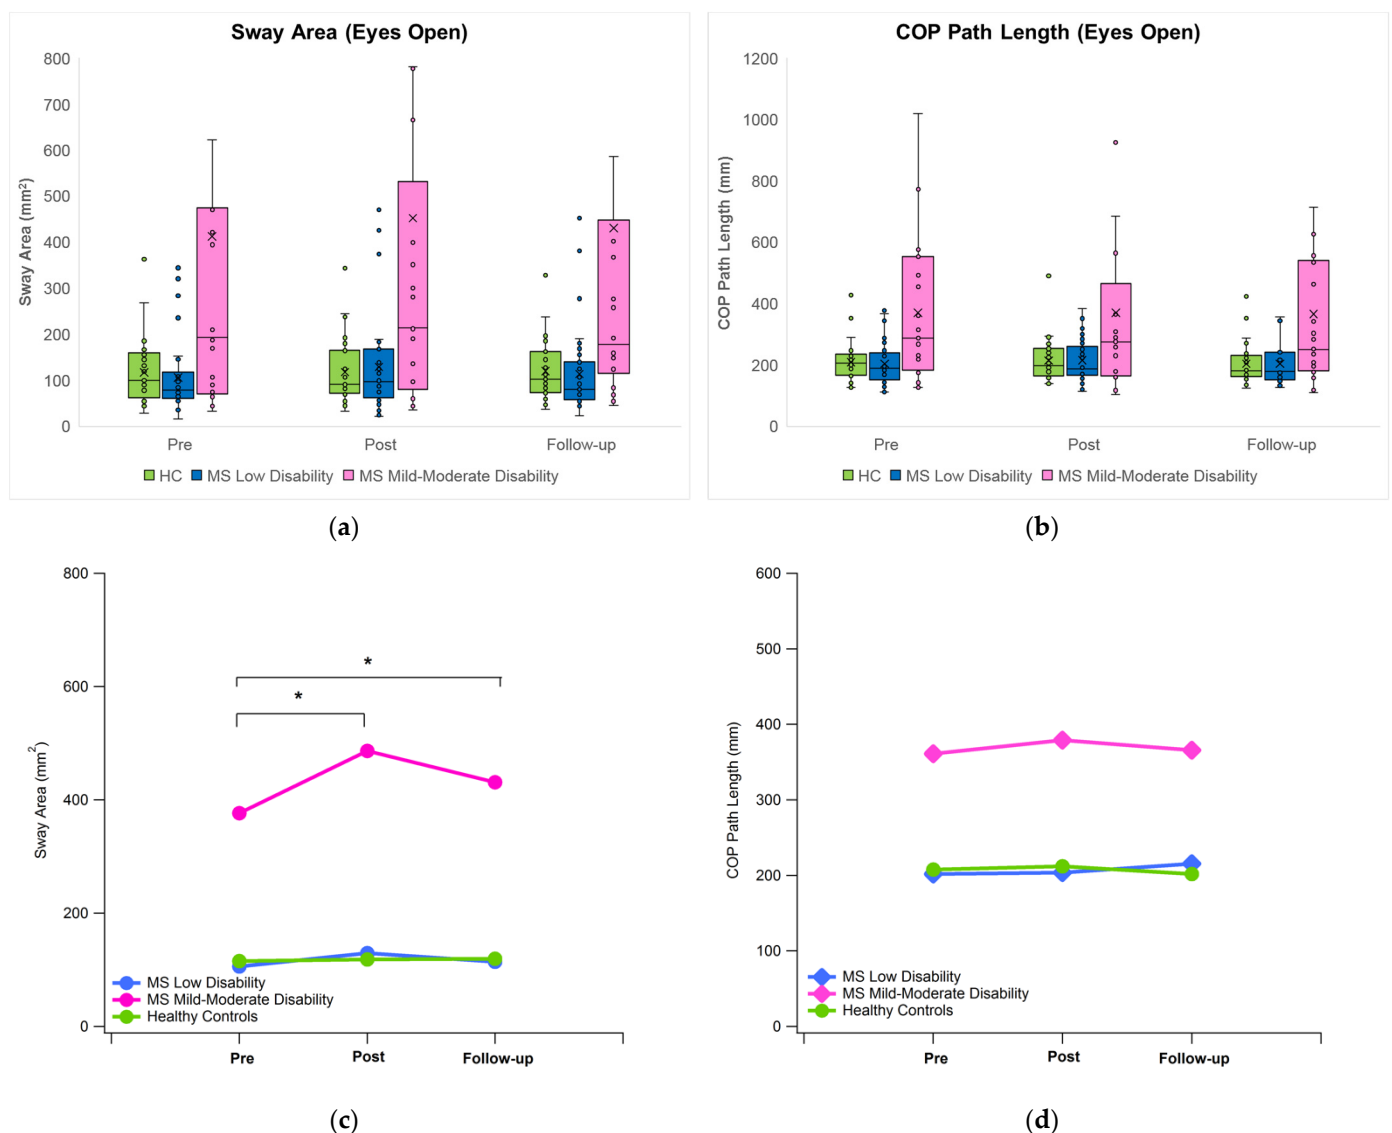 Sway Area (Eyes Open)
800
700
600
500
400
300
200
100
0
Sway Area (mm2)
Pre Post Follow-up
HC MS Low Disability MS Mild-Moderate Disability
(a)
COP Path Length (Eyes Open)
1200
1000
800
600
400
200
0
COP Path Length (mm)
Pre Post Follow-up
HC MS Low Disability MS Mild-Moderate Disability
(b)
800
600
400
200
0
Sway Area (mm2)
*
*
MS Low Disability
MS Mild-Moderate Disability
Healthy Controls
Pre Post Follow-up
(c)
600
500
400
300
200
100
0
COP Path Length (mm)
MS Low Disability
MS Mild-Moderate Disability
Healthy Controls
Pre Post Follow-up
(d)